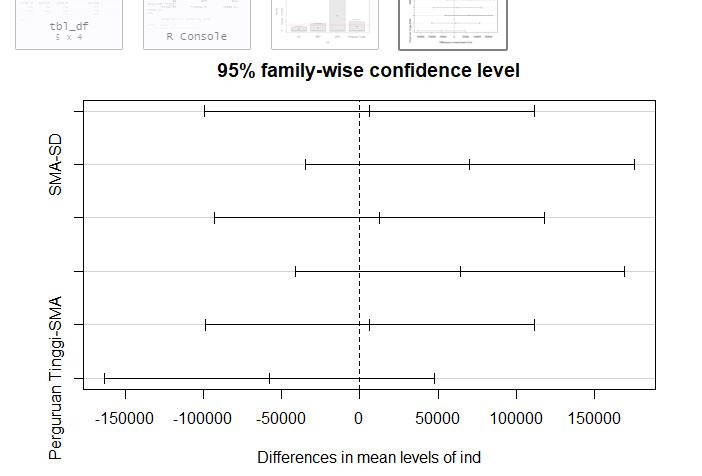 tbl_df
5 x 4
R Console
95% family-wise confidence level
SMA-SD
Perguruan Tinggi-SMA
-150000 -100000 -50000 0 50000 100000 150000
Differences in mean levels of ind